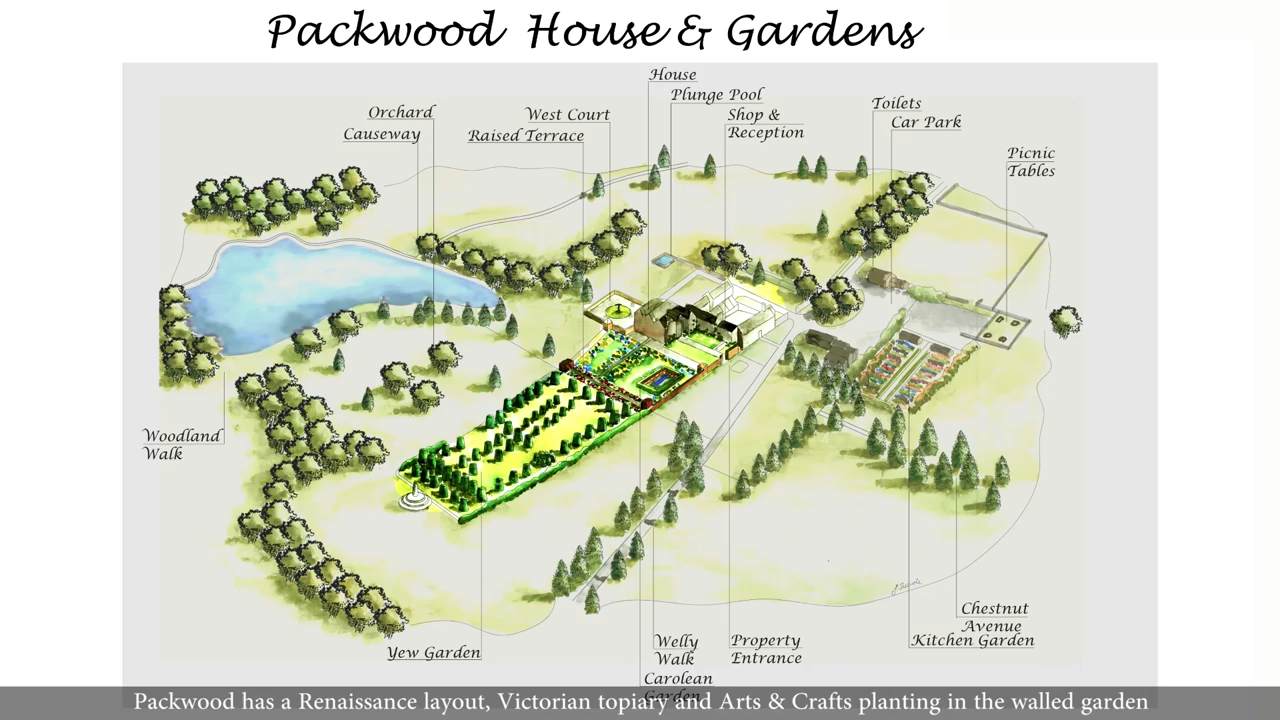 Packwood House & Gardens
House
Plunge Pool
Orchard
Causeway
West Court
Raised Terrace
Shop &
Reception
Toilets
Car Park
Picnic
Tables
Woodland
Walk
Yew Garden
Welly
Walk
Carolean
Garden
Property
Entrance
Chestnut
Avenue
Kitchen Garden
Packwood has a Renaissance layout, Victorian topiary and Arts & Crafts planting in the walled garden